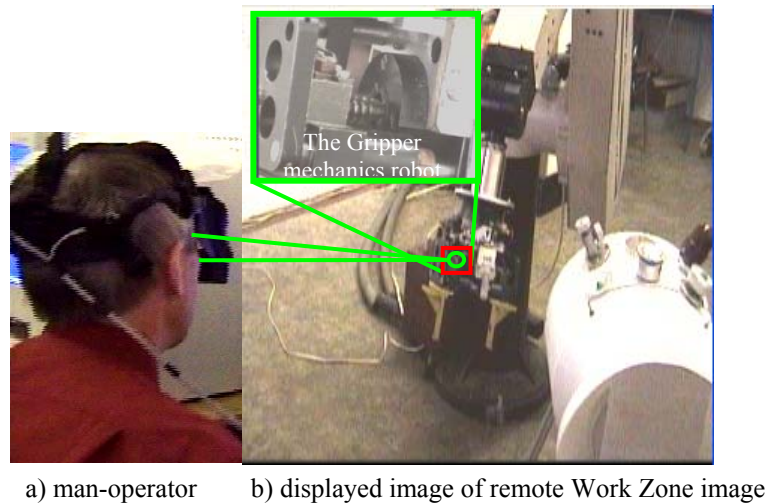 The Gripper
mechanics robot
a) man-operator b) displayed image of remote Work Zone image